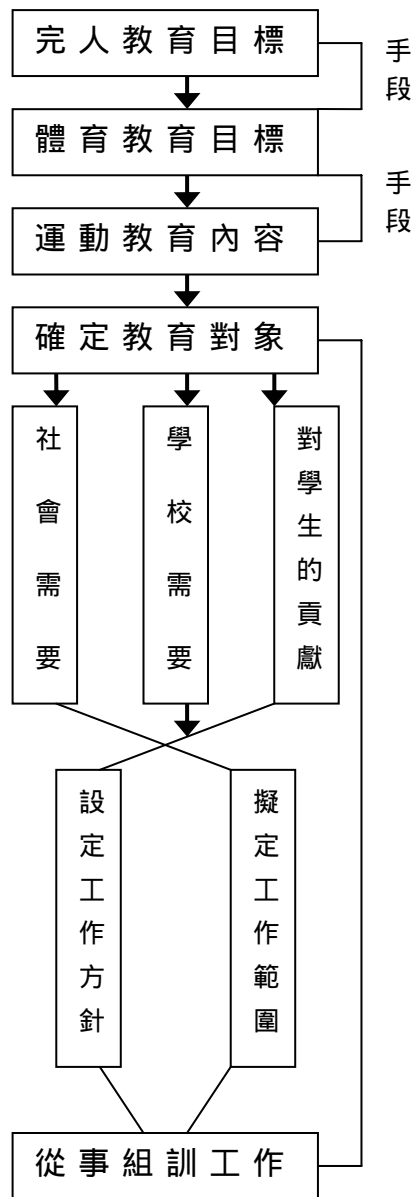 完人教育目標
手段
體育教育目標
手段
運動教育內容
確定教育對象
社會需要
學校需要
對學生的貢獻
設定工作方針
擬定工作範圍
從事組訓工作